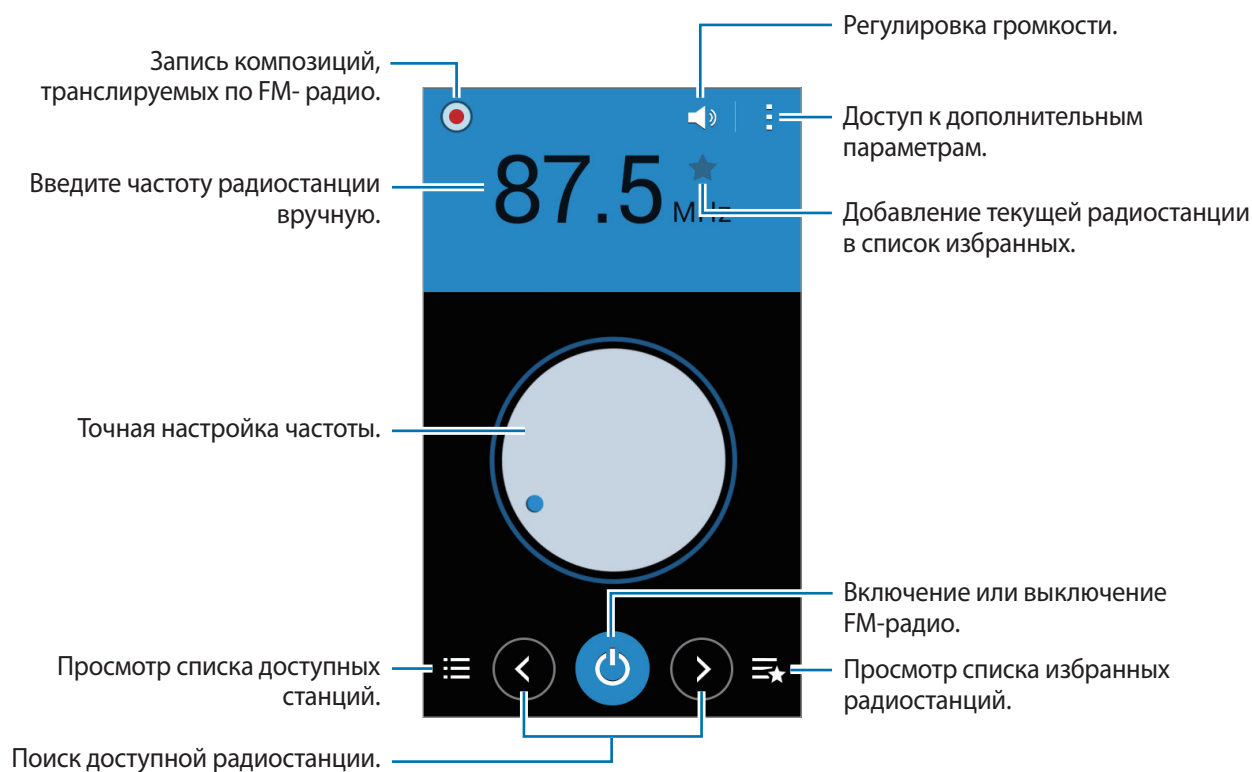 Регулировка громкости.
Запись композиций,
транслируемых по FM- радио.
Доступ к дополнительным
параметрам.
Введите частоту радиостанции
вручную.
87.5 MHz
Добавление текущей радиостанции
в список избранных.
Точная настройка частоты.
Включение или выключение
FM-радио.
Просмотр списка доступных
станций.
Просмотр списка избранных
радиостанций.
Поиск доступной радиостанции.